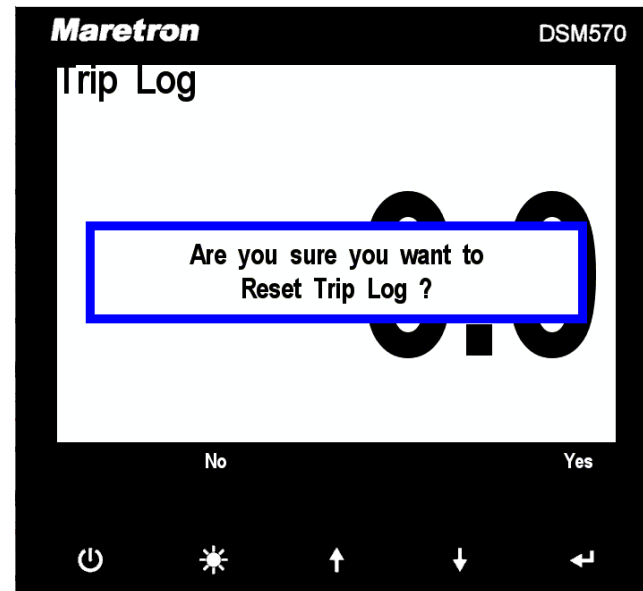 Maretron
DSM570
Trip Log
Are you sure you want to
Reset Trip Log ?
No
Yes